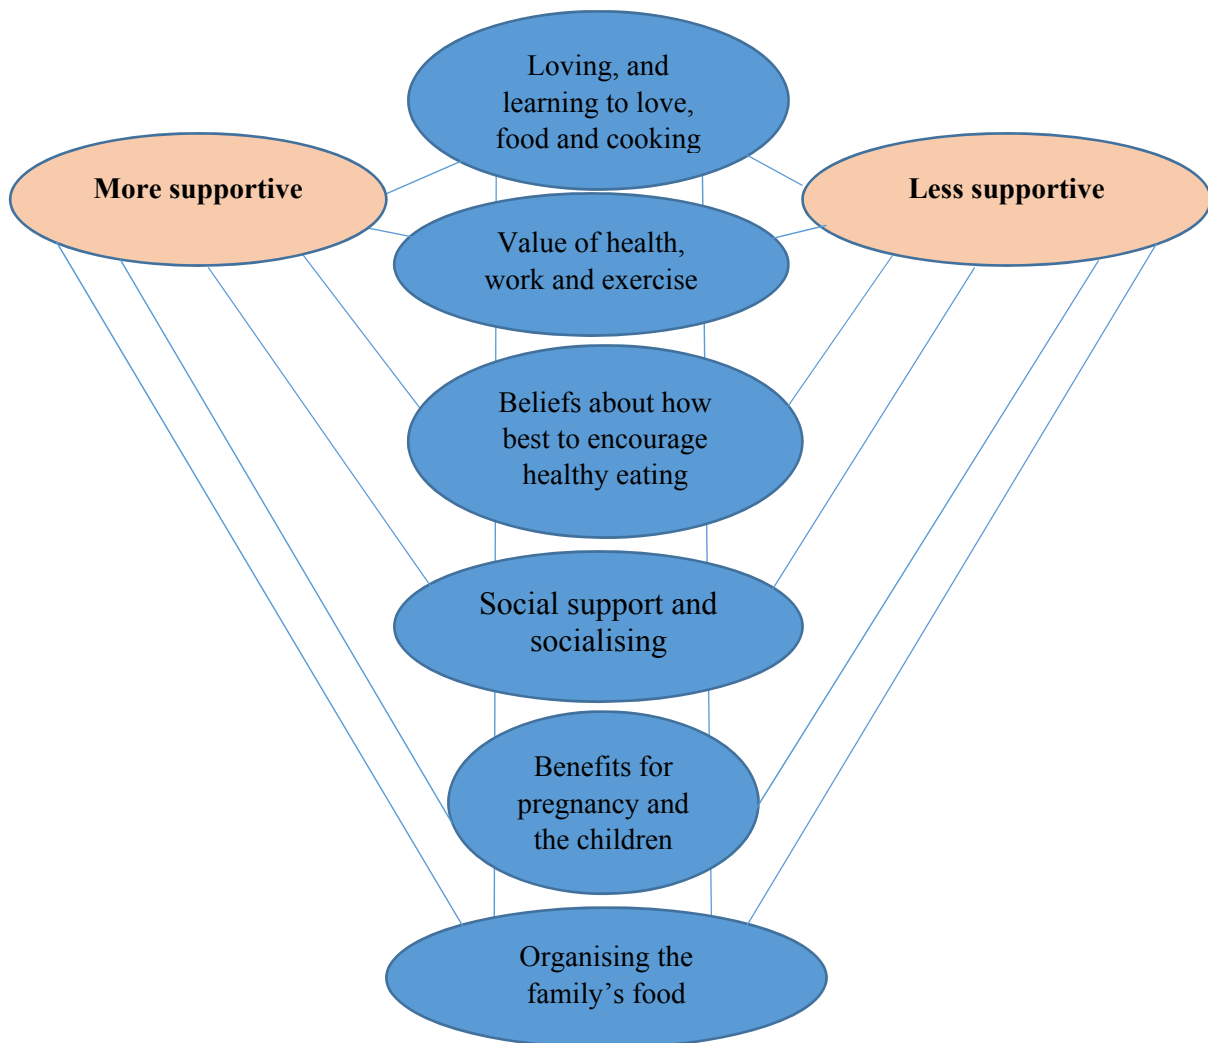 Loving, and
learning to love,
food and cooking
More supportive
Less supportive
Value of health,
work and exercise
Beliefs about how
best to encourage
healthy eating
Social support and
socialising
Benefits for
pregnancy and
the children
Organising the
family’s food